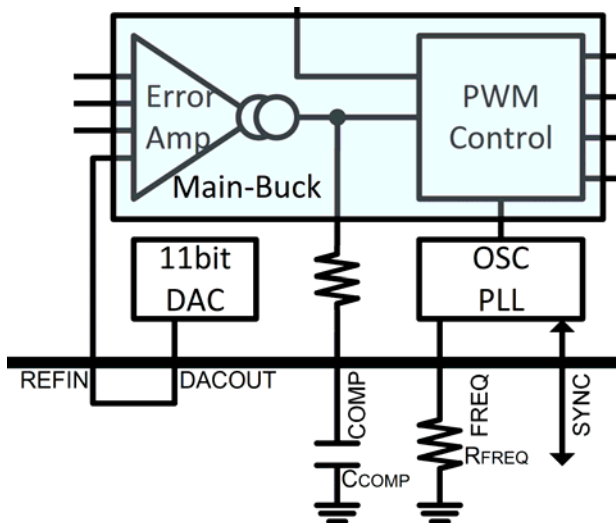 Error
Amp
PWM
Control
Main-Buck
11bit
DAC
OSC
PLL
REFIN
DACOUT
COMP
FREQ
SYNC
CCOMP
RFREQ